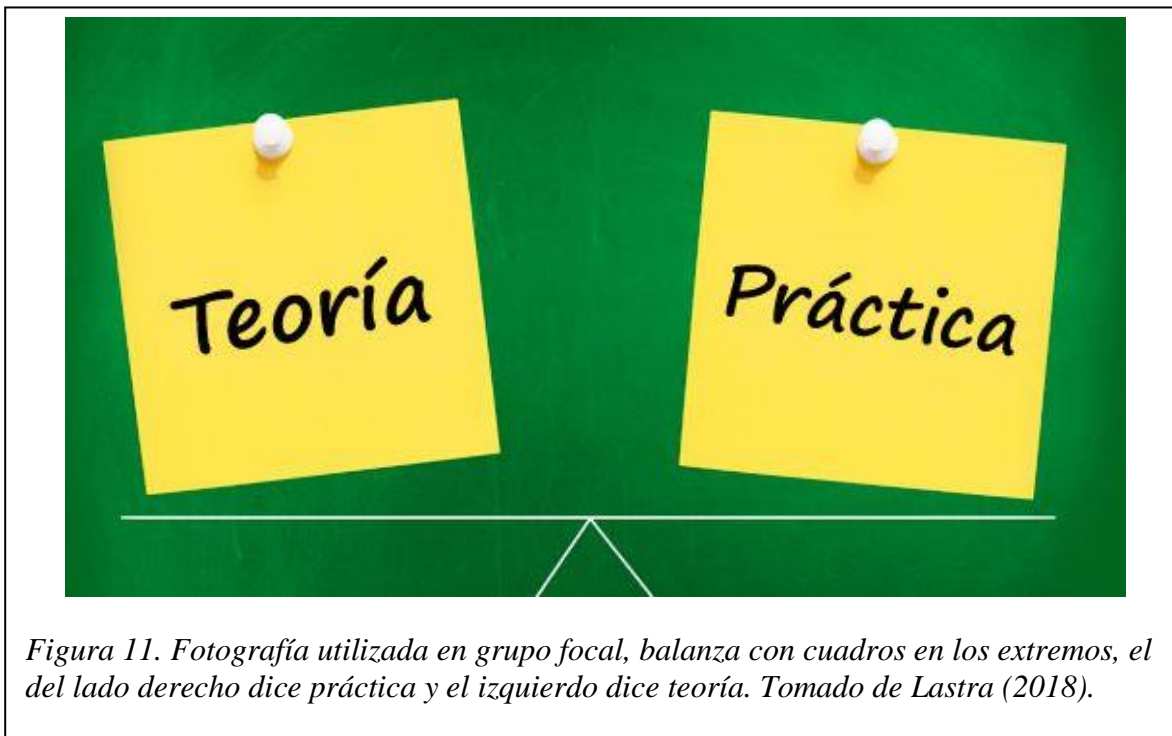 Teoría
Práctica
Figura 11. Fotografía utilizada en grupo focal, balanza con cuadros en los extremos, el
del lado derecho dice práctica y el izquierdo dice teoría. Tomado de Lastra (2018).